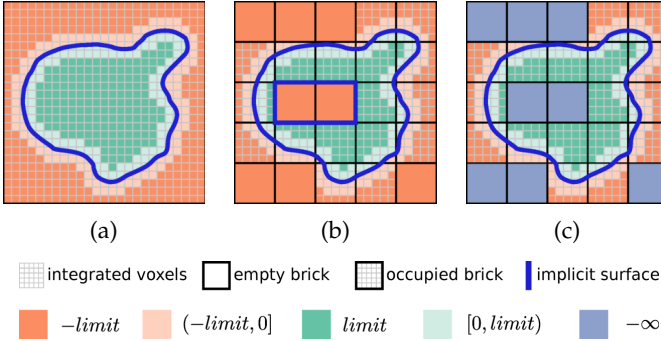 (a) (b) (c)
integrated voxels empty brick occupied brick implicit surface
−limit (−limit, 0] limit [0, limit) −∞